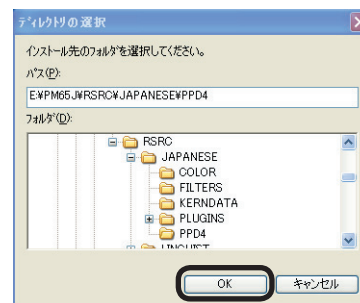 ディレクトリの選択
インストール先のフォルダを選択してください。
パス(P):
E:¥PM65J¥RSRC¥JAPANESE¥PPD4
フォルダ(D):
RSRC
JAPANESE
COLOR
FILTERS
KERNDATA
PLUGINS
PPD4
LINGUIST
OK
キャンセル